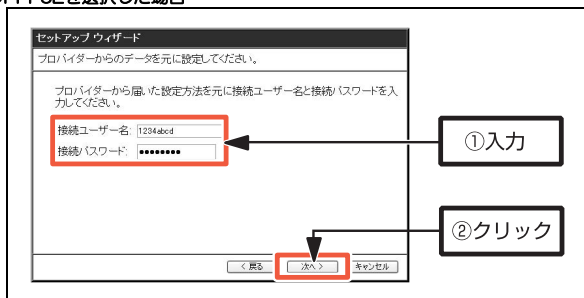 セットアップ ウィザード
プロバイダーからのデータを元に設定してください。
プロバイダーから届いた設定方法を元に接続ユーザー名と接続パスワードを入
力してください。
接続ユーザー名: 1234abcd
接続パスワード: ●●●●●●●●
①入力
②クリック
< 戻る 次へ > キャンセル